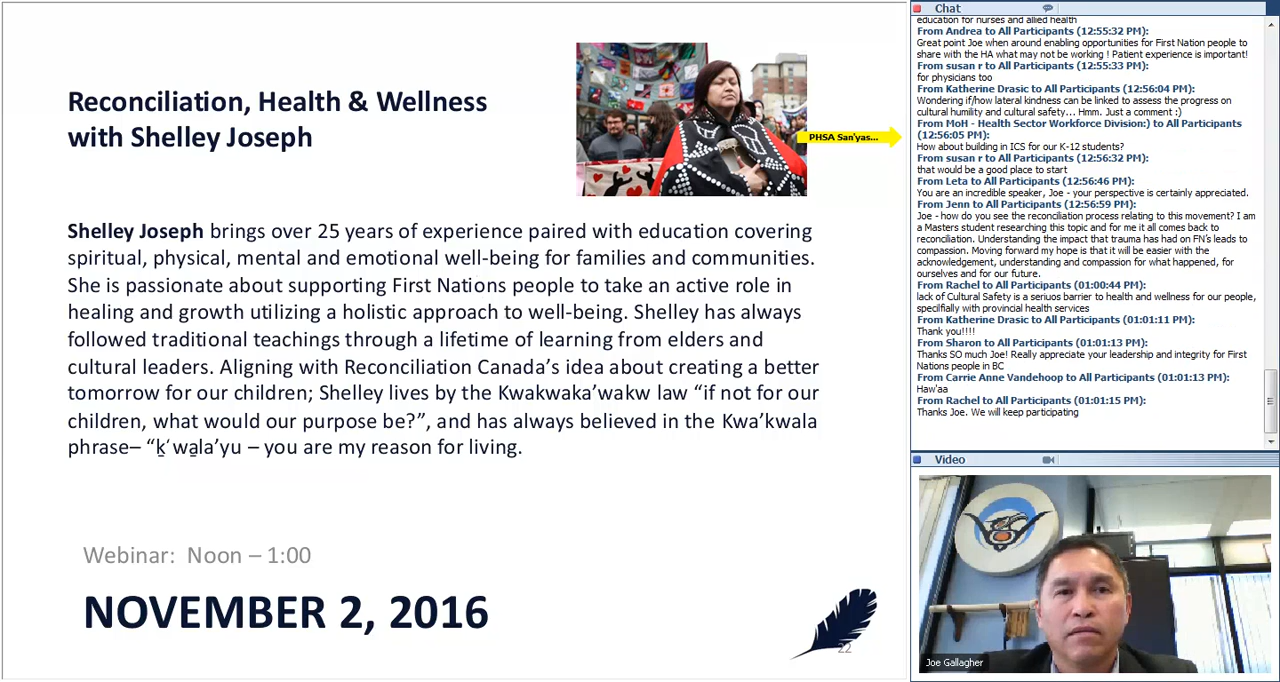 Reconciliation, Health & Wellness
with Shelley Joseph
PHSA San'yas...
Shelley Joseph brings over 25 years of experience paired with education covering
spiritual, physical, mental and emotional well-being for families and communities.
She is passionate about supporting First Nations people to take an active role in
healing and growth utilizing a holistic approach to well-being. Shelley has always
followed traditional teachings through a lifetime of learning from elders and
cultural leaders. Aligning with Reconciliation Canada’s idea about creating a better
tomorrow for our children; Shelley lives by the Kwakwaka’wakw law “if not for our
children, what would our purpose be?”, and has always believed in the Kwa’kwala
phrase– “ḵ‘wa̱la’yu – you are my reason for living.
Webinar: Noon – 1:00
NOVEMBER 2, 2016
22
Chat
education for nurses and allied health
From Andrea to All Participants (12:55:32 PM):
Great point Joe when around enabling opportunities for First Nation people to
share with the HA what may not be working ! Patient experience is important!
From susan r to All Participants (12:55:33 PM):
for physicians too
From Katherine Drasic to All Participants (12:56:04 PM):
Wondering if/how lateral kindness can be linked to assess the progress on
cultural humility and cultural safety... Hmm. Just a comment :)
From MoH - Health Sector Workforce Division:) to All Participants
(12:56:05 PM):
How about building in ICS for our K-12 students?
From susan r to All Participants (12:56:32 PM):
that would be a good place to start
From Leta to All Participants (12:56:46 PM):
You are an incredible speaker, Joe - your perspective is certainly appreciated.
From Jenn to All Participants (12:56:59 PM):
Joe - how do you see the reconciliation process relating to this movement? I am
a Masters student researching this topic and for me it all comes back to
reconciliation. Understanding the impact that trauma has had on FN's leads to
compassion. Moving forward my hope is that it will be easier with the
acknowledgement, understanding and compassion for what happened, for
ourselves and for our future.
From Rachel to All Participants (01:00:44 PM):
lack of Cultural Safety is a seriuos barrier to health and wellness for our people,
specifially with provincial health services
From Katherine Drasic to All Participants (01:01:11 PM):
Thank you!!!!
From Sharon to All Participants (01:01:13 PM):
Thanks SO much Joe! Really appreciate your leadership and integrity for First
Nations people in BC
From Carrie Anne Vandehoop to All Participants (01:01:13 PM):
Haw'aa
From Rachel to All Participants (01:01:15 PM):
Thanks Joe. We will keep participating
Video
Joe Gallagher